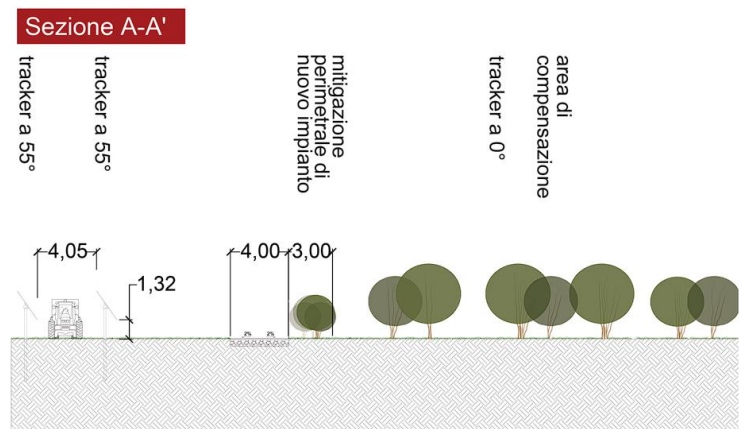 Sezione A-A'
tracker a 55°
tracker a 55°
mitigazione
perimetrale di
nuovo impianto
tracker a 0°
area di
compensazione
4,05
1,32
4,00
3,00
2%
2%